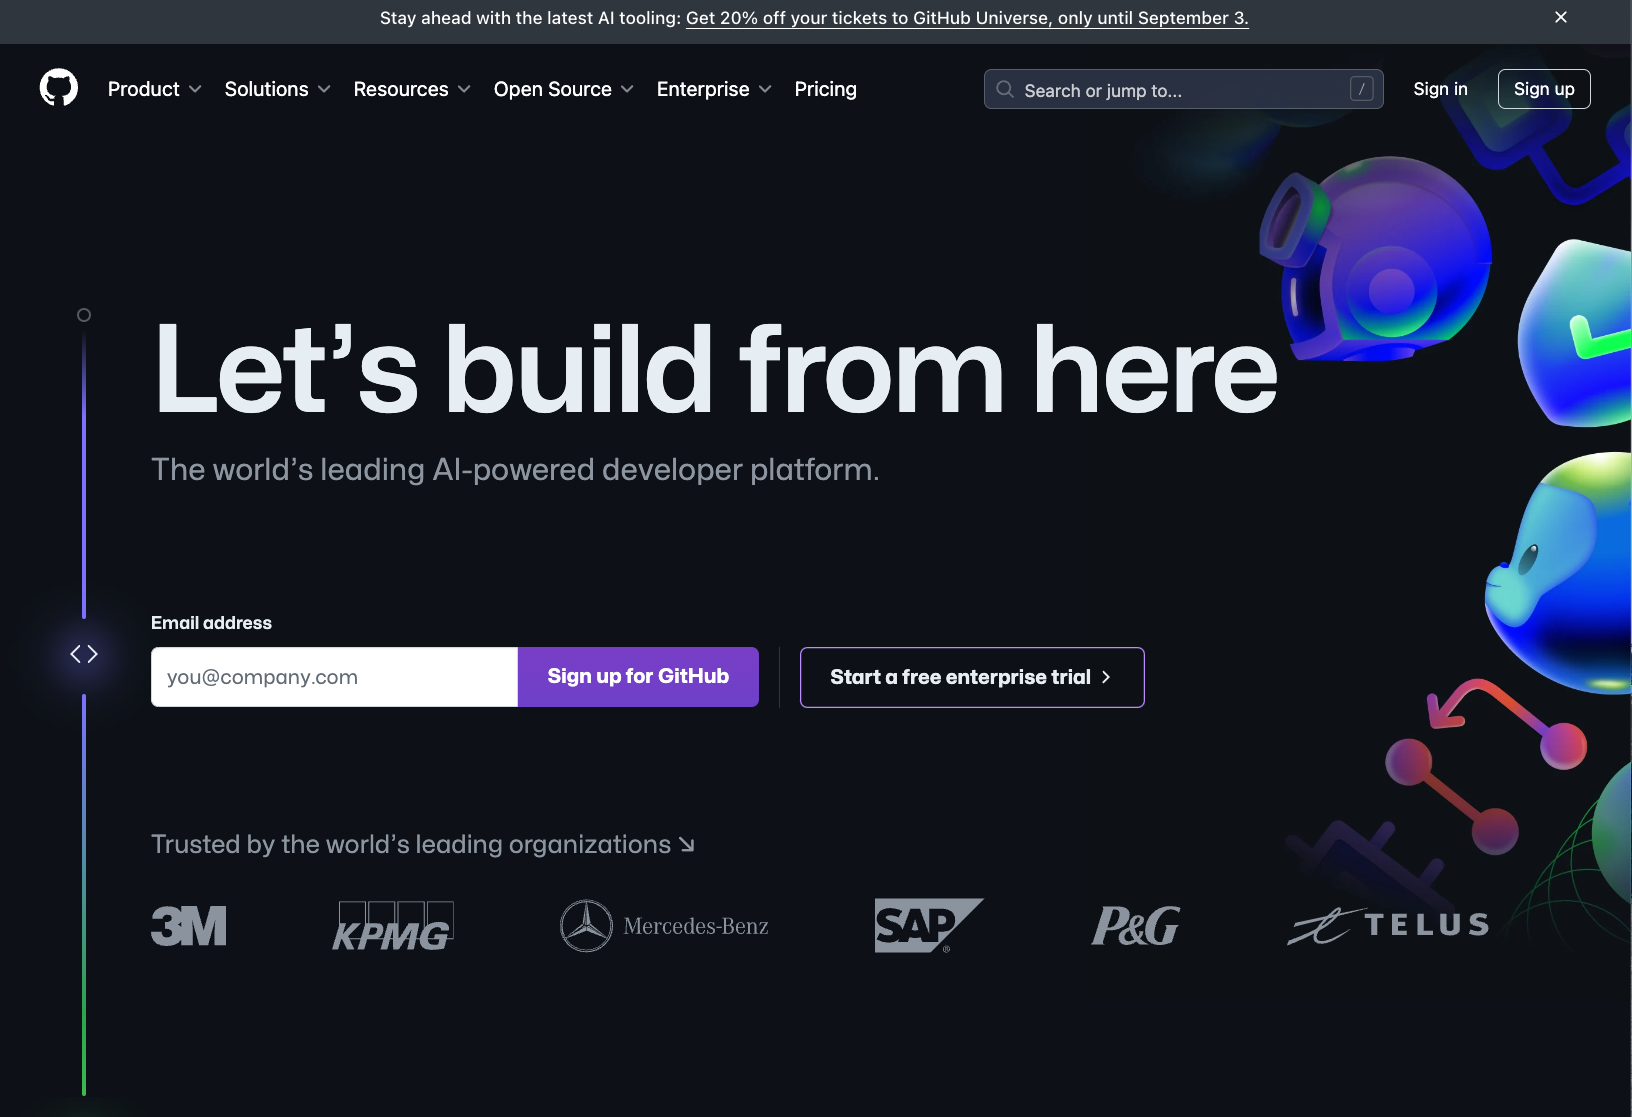 Stay ahead with the latest AI tooling: Get 20% off your tickets to GitHub Universe, only until September 3.
Product
Solutions
Resources
Open Source
Enterprise
Pricing
Search or jump to...
/
Sign in
Sign up
Let’s build from here
The world’s leading AI-powered developer platform.
Email address
you@company.com
Sign up for GitHub
Start a free enterprise trial
Trusted by the world’s leading organizations
3M
KPMG
Mercedes-Benz
SAP®
P&G
TELUS